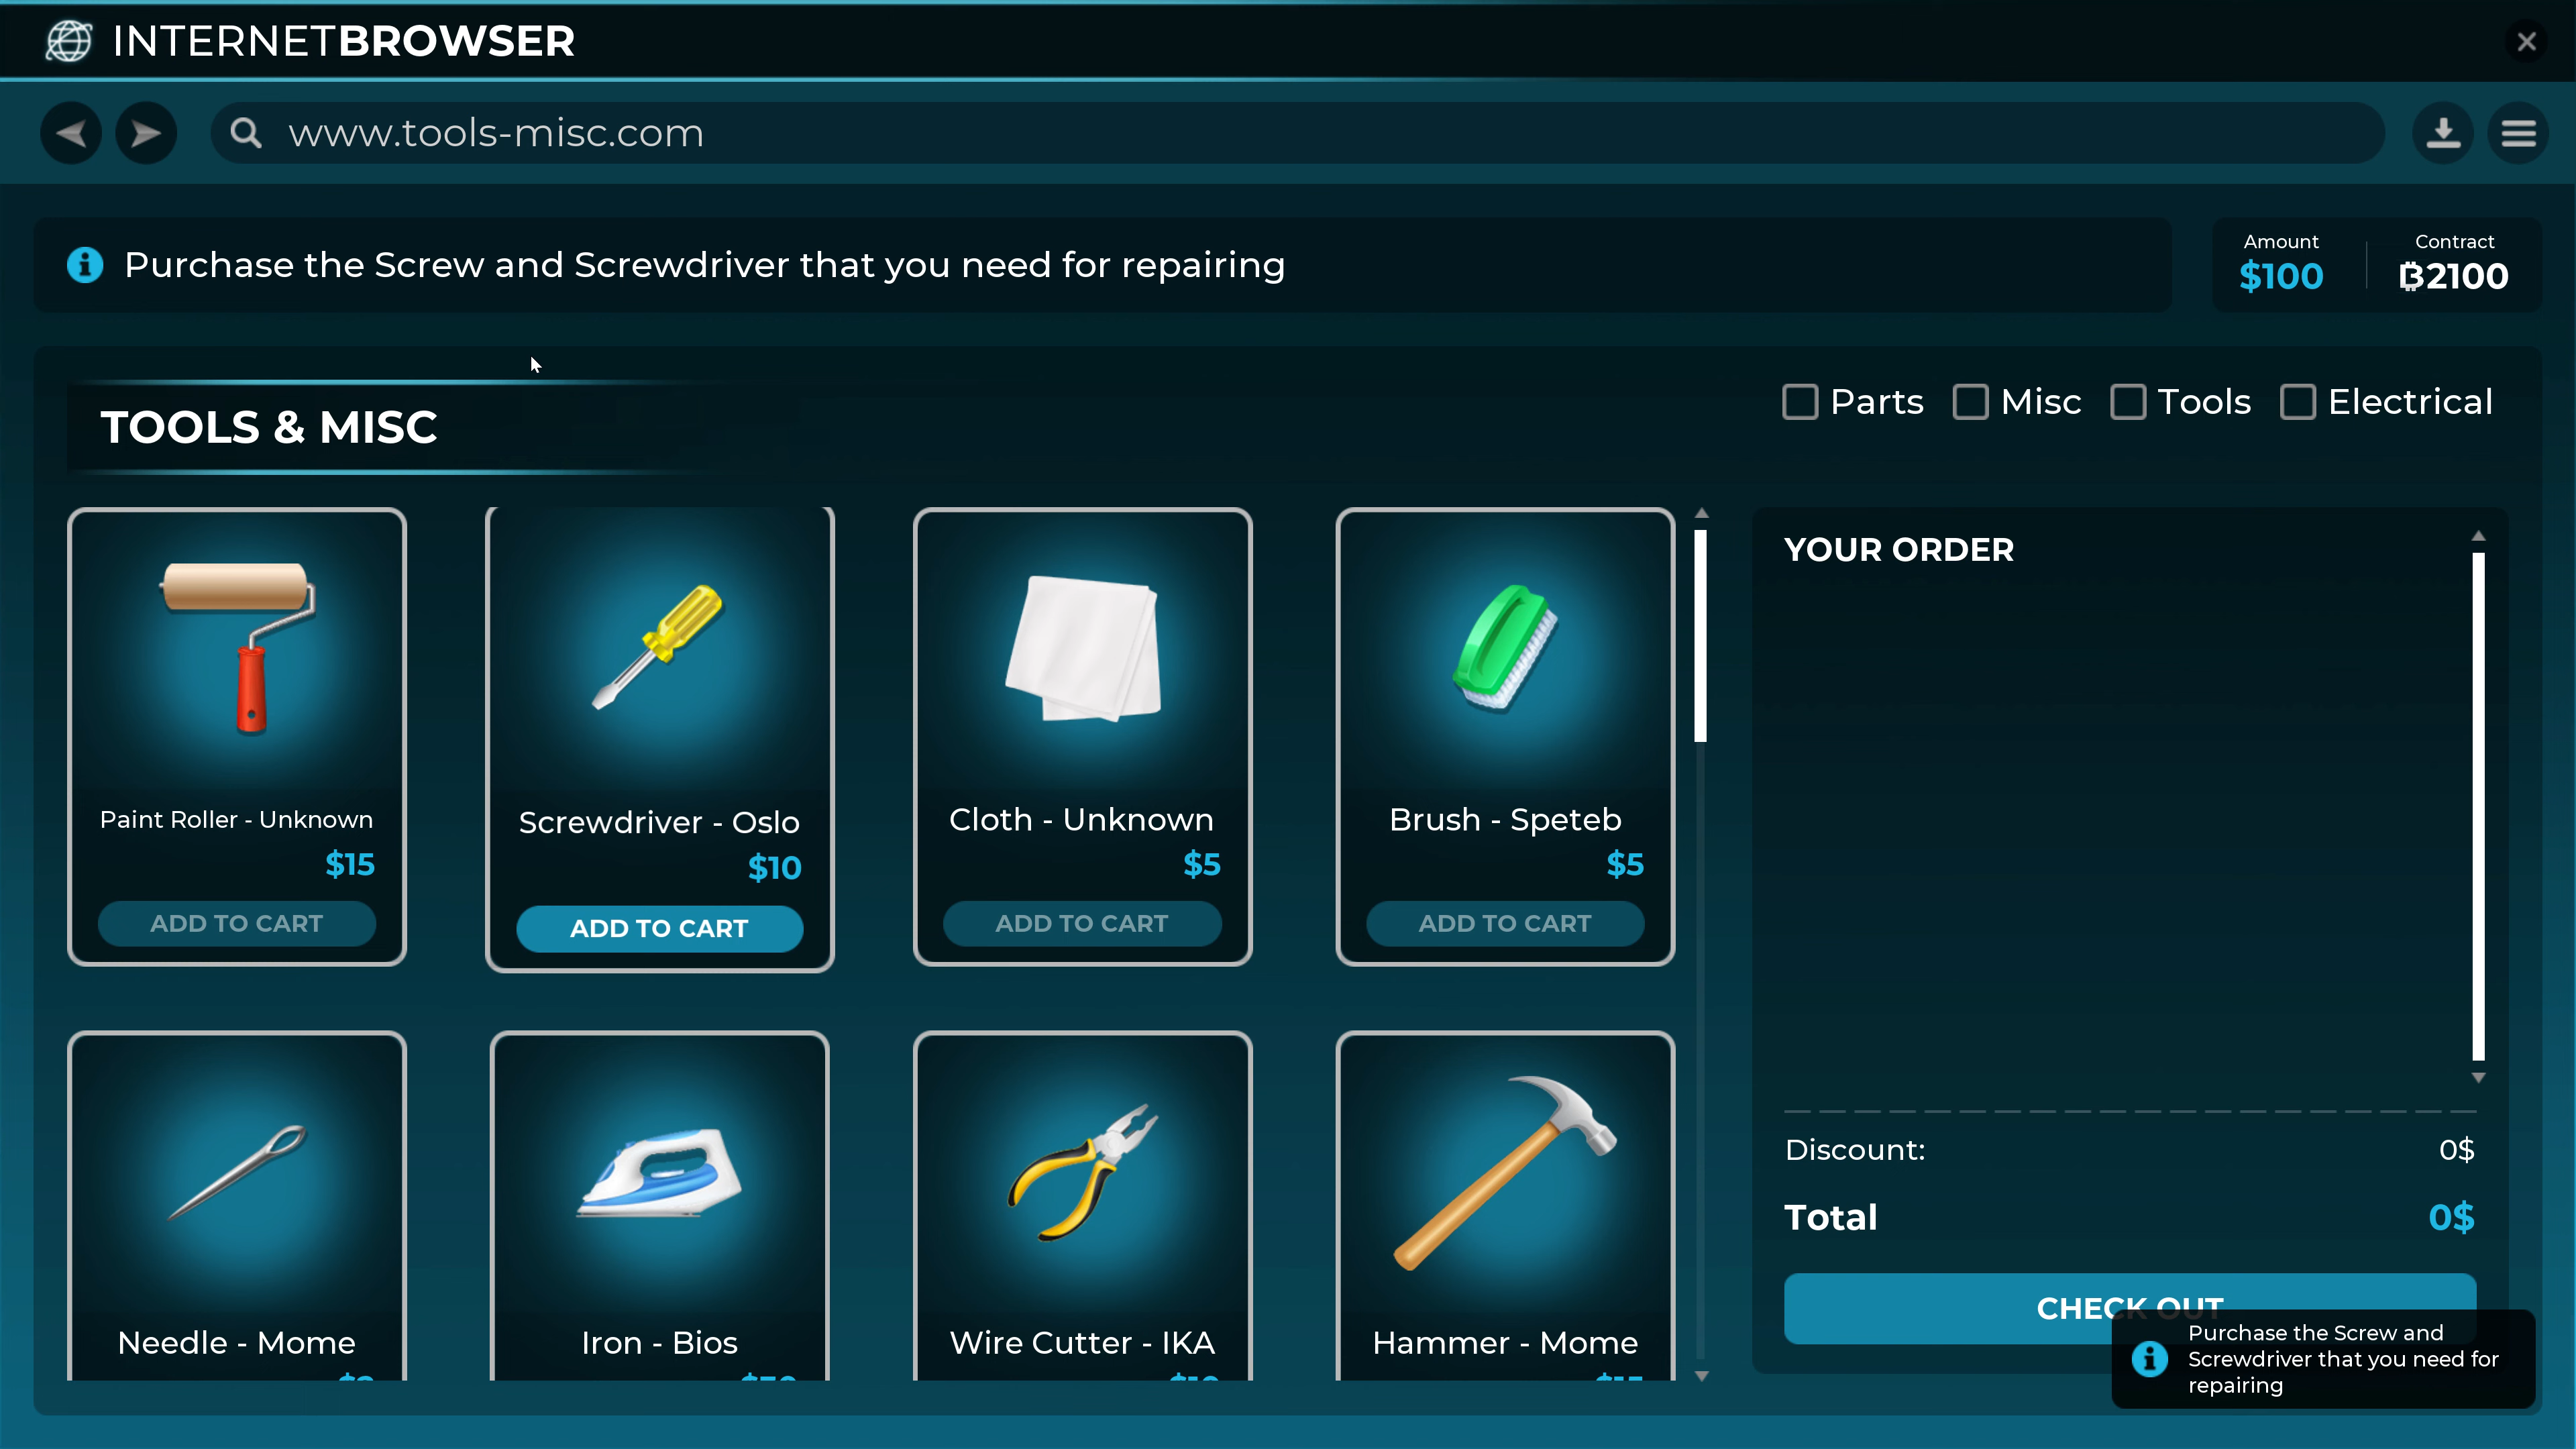 INTERNETBROWSER
www.tools-misc.com
Purchase the Screw and Screwdriver that you need for repairing
Amount
$100
Contract
₿2100
TOOLS & MISC
Parts
Misc
Tools
Electrical
Paint Roller - Unknown
$15
ADD TO CART
Screwdriver - Oslo
$10
ADD TO CART
Cloth - Unknown
$5
ADD TO CART
Brush - Speteb
$5
ADD TO CART
Needle - Mome
Iron - Bios
Wire Cutter - IKA
Hammer - Mome
YOUR ORDER
Discount:
0$
Total
0$
CHECK OUT
Purchase the Screw and
Screwdriver that you need for
repairing